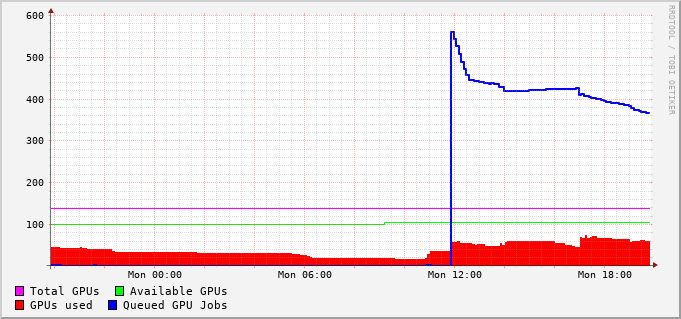 600
500
400
300
200
100
Mon 00:00 Mon 06:00 Mon 12:00 Mon 18:00
Total GPUs Available GPUs
GPUs used Queued GPU Jobs
RRDTOOL / TOBI OETIKER